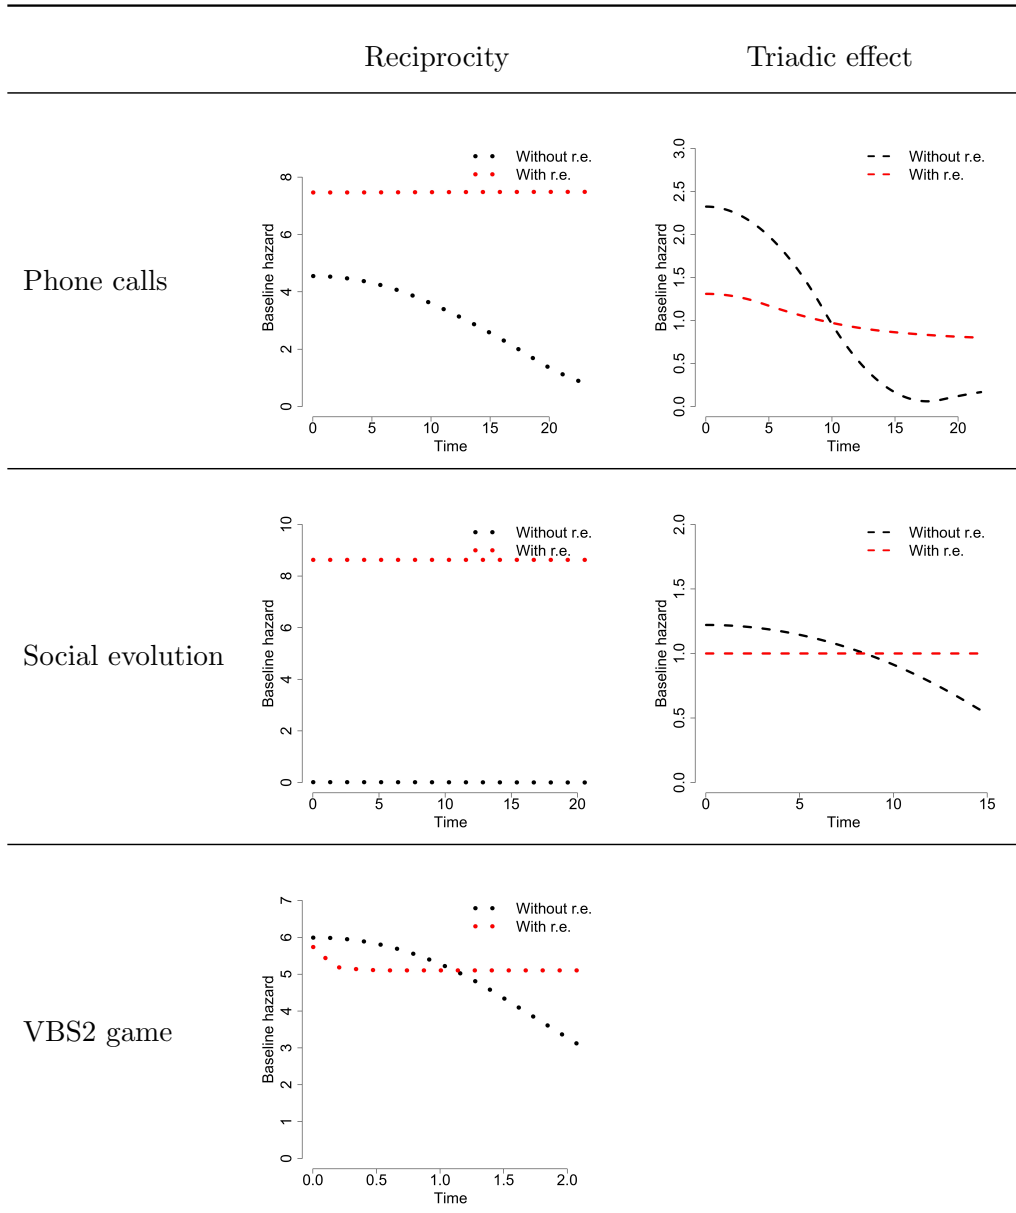 Reciprocity Triadic effect
Phone calls
Without r.e.
With r.e.
Baseline hazard
0 2 4 6 8
0 5 10 15 20
Time
Without r.e.
With r.e.
Baseline hazard
0.0 0.5 1.0 1.5 2.0 2.5 3.0
0 5 10 15 20
Time
Social evolution
Without r.e.
With r.e.
Baseline hazard
0 2 4 6 8 10
0 5 10 15 20
Time
Without r.e.
With r.e.
Baseline hazard
0.0 0.5 1.0 1.5 2.0
0 5 10 15
Time
VBS2 game
Without r.e.
With r.e.
Baseline hazard
0 1 2 3 4 5 6 7
0.0 0.5 1.0 1.5 2.0
Time